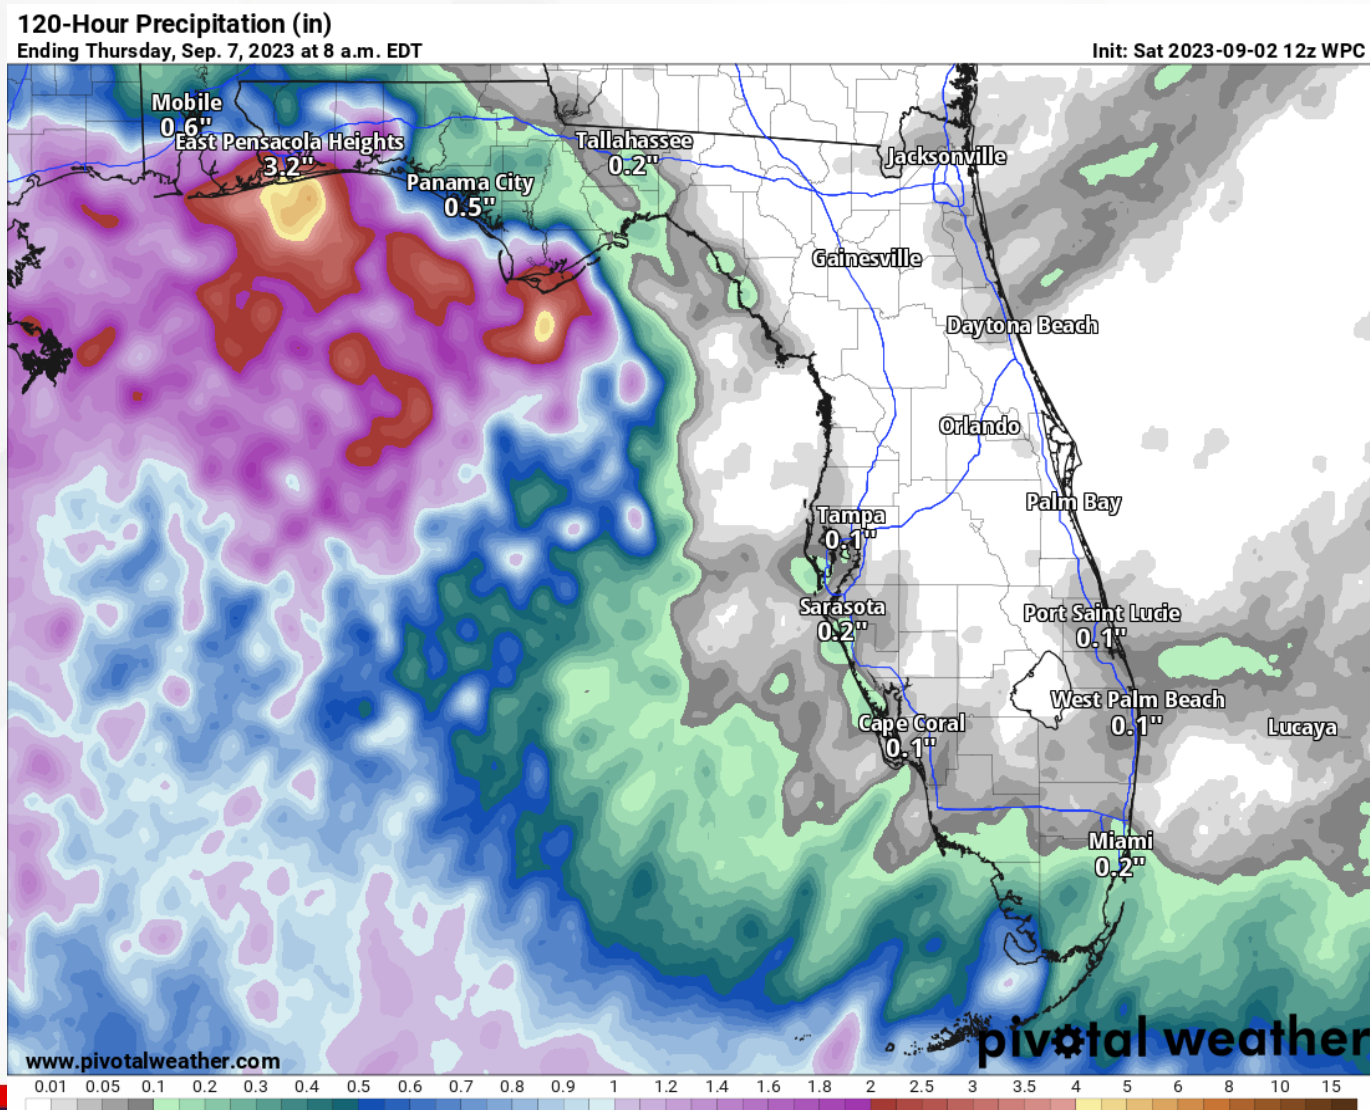 120-Hour Precipitation (in)
Ending Thursday, Sep. 7, 2023 at 8 a.m. EDT
Init: Sat 2023-09-02 12z WPC
Mobile
0.6"
East Pensacola Heights
3.2"
Panama City
0.5"
Tallahassee
0.2"
Jacksonville
Gainesville
Daytona Beach
Orlando
Palm Bay
Tampa
0.1"
Sarasota
0.2"
Port Saint Lucie
0.1"
West Palm Beach
0.1"
Cape Coral
0.1"
Lucaya
Miami
0.2"
pivotal weather
www.pivotalweather.com
0.01 0.05 0.1 0.2 0.3 0.4 0.5 0.6 0.7 0.8 0.9 1 1.2 1.4 1.6 1.8 2 2.5 3 3.5 4 5 6 8 10 15